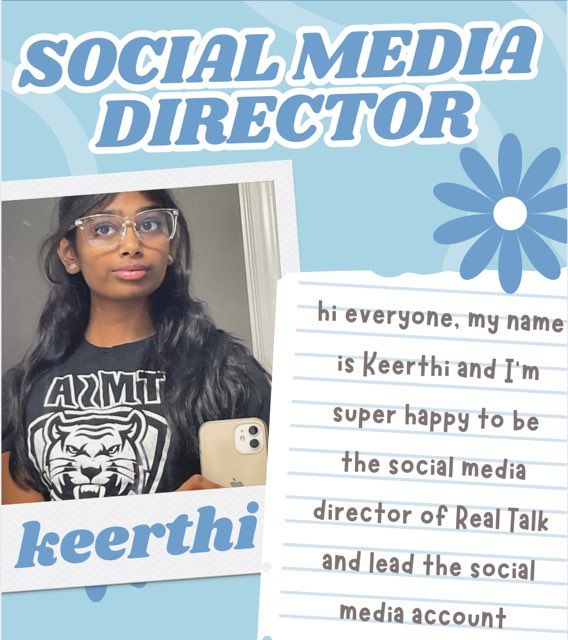 SOCIAL MEDIA
DIRECTOR
AIMT
keerthi
hi everyone, my name
is Keerthi and I'm
super happy to be
the social media
director of Real Talk
and lead the social
media account